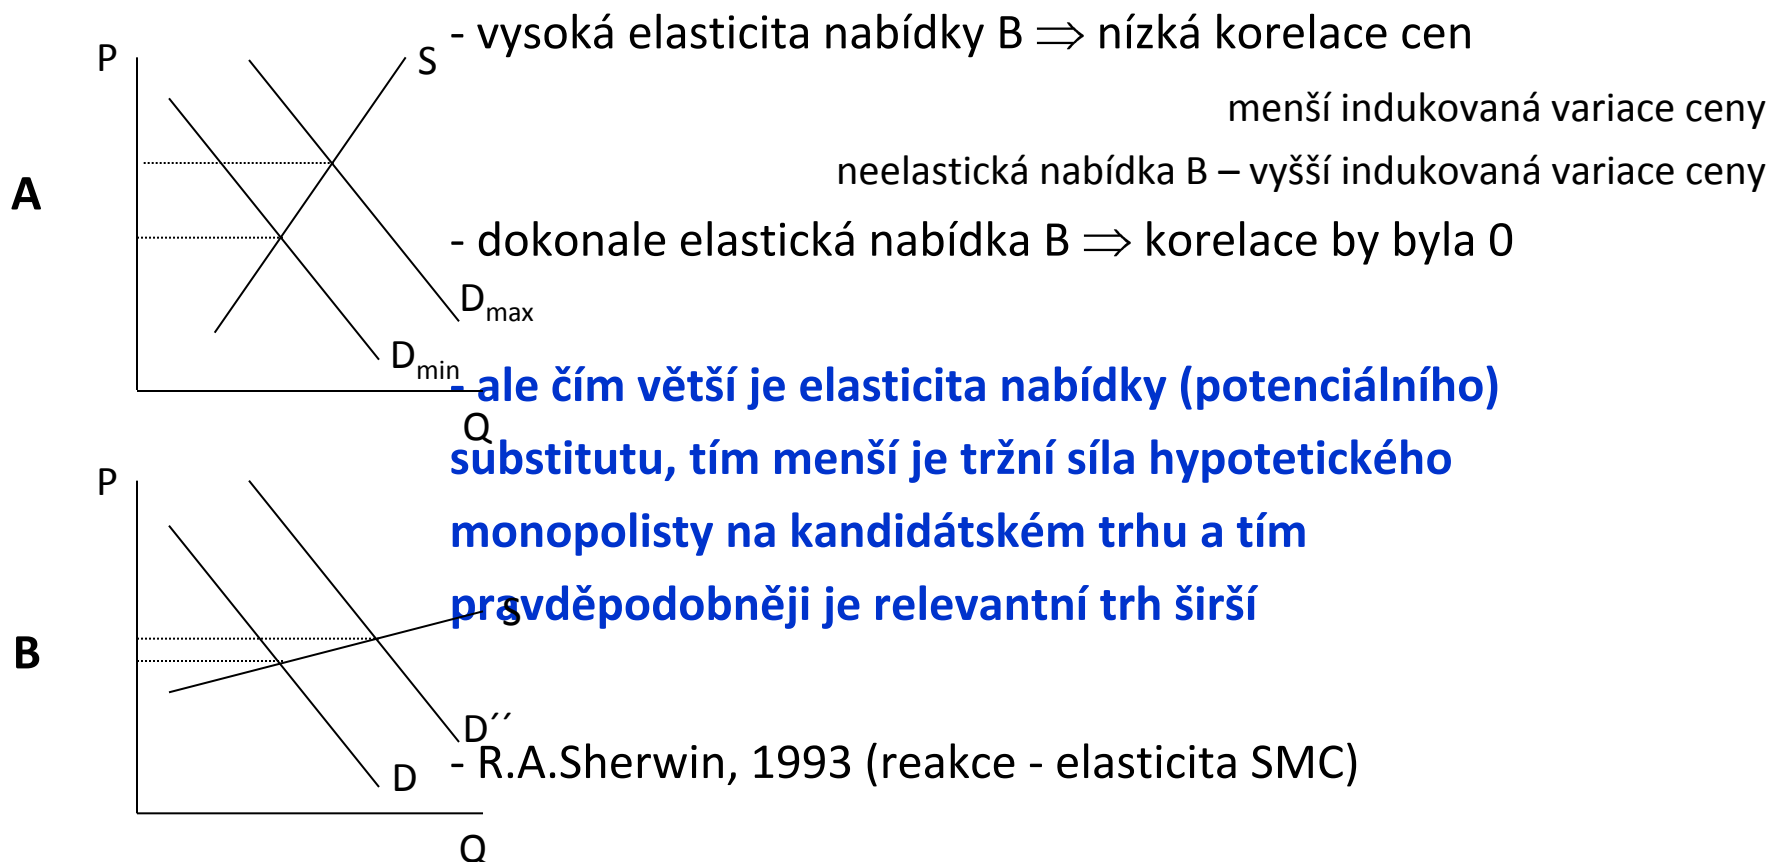 - vysoká elasticita nabídky B ⇒ nízká korelace cen
menší indukovaná variace ceny
neelastická nabídka B – vyšší indukovaná variace ceny
- dokonale elastická nabídka B ⇒ korelace by byla 0
- ale čím větší je elasticita nabídky (potenciálního)
substitutu, tím menší je tržní síla hypotetického
monopolisty na kandidátském trhu a tím
pravděpodobněji je relevantní trh širší
- R.A.Sherwin, 1993 (reakce - elasticita SMC)
A
P
S
Dmax
Dmin
Q
B
P
S
D´´
D
Q